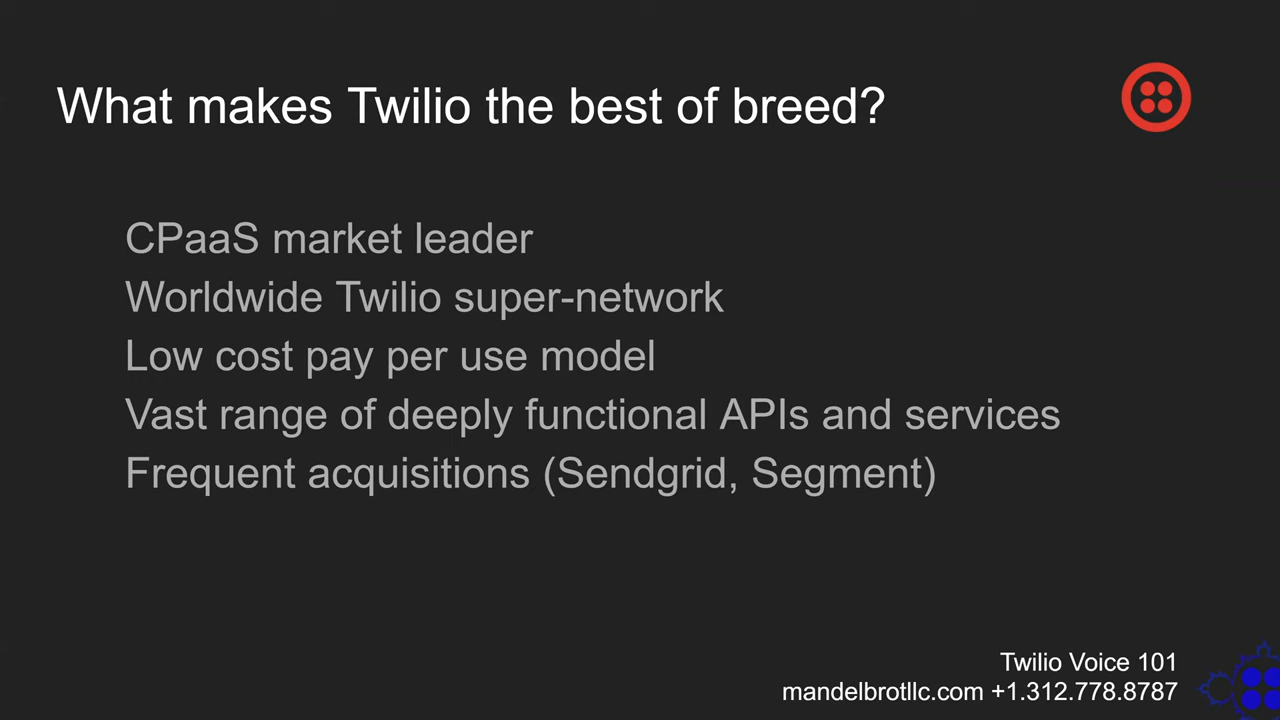 What makes Twilio the best of breed?
CPaaS market leader
Worldwide Twilio super-network
Low cost pay per use model
Vast range of deeply functional APIs and services
Frequent acquisitions (Sendgrid, Segment)
Twilio Voice 101
mandelbrotllc.com +1.312.778.8787